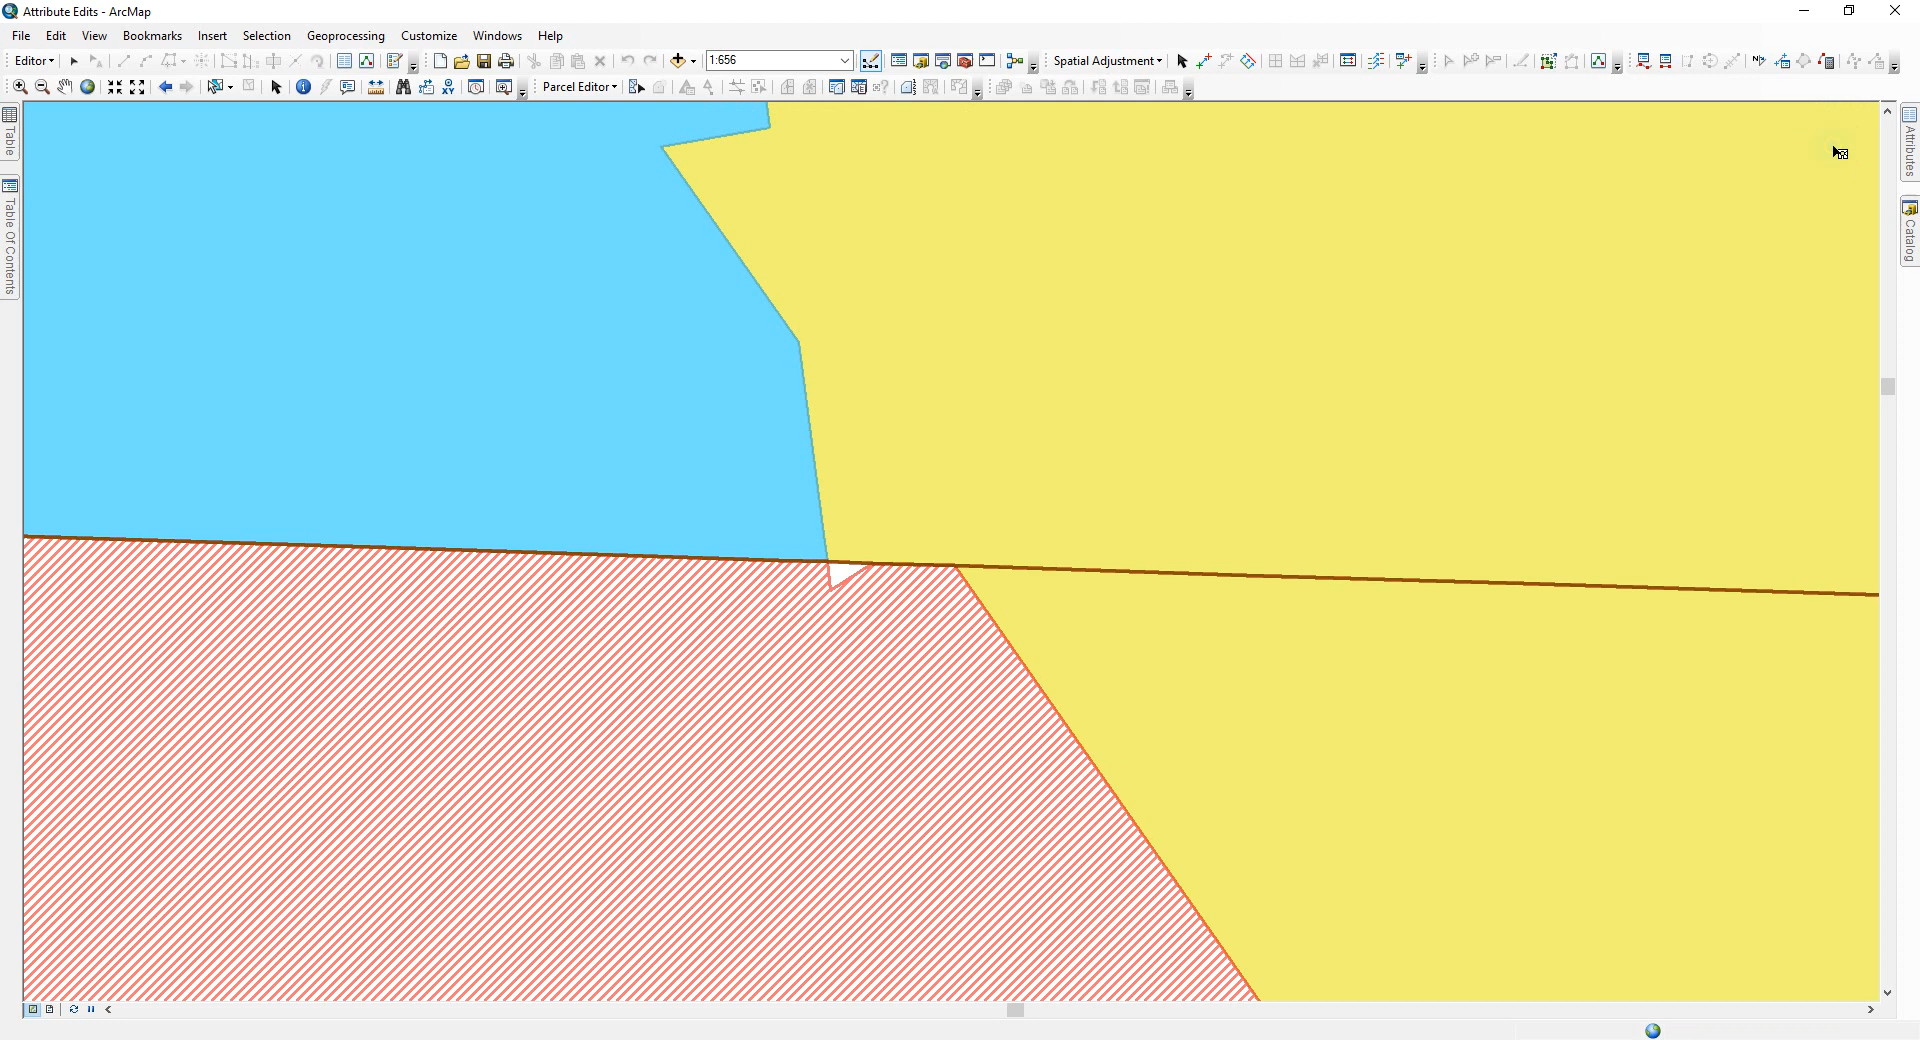 Attribute Edits - ArcMap
File Edit View Bookmarks Insert Selection Geoprocessing Customize Windows Help
Editor 1:656 Spatial Adjustment
Parcel Editor
Table
Table Of Contents
Attributes
Catalog